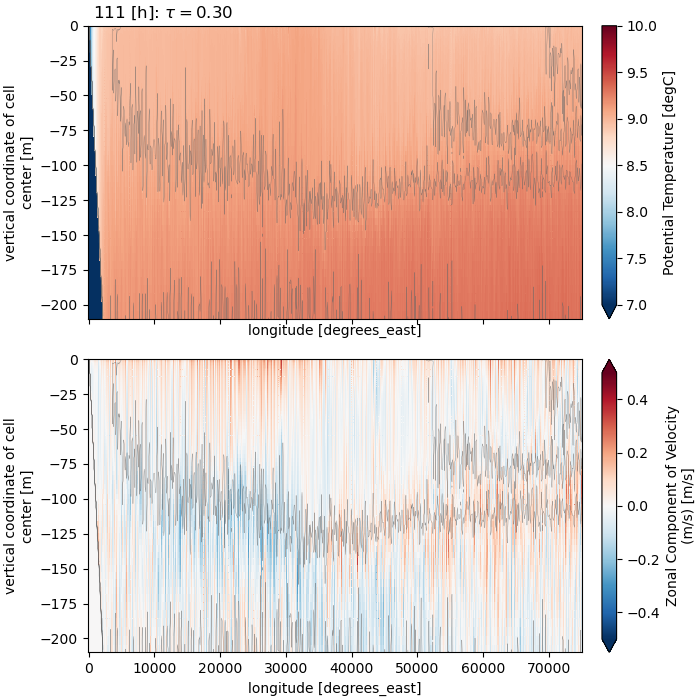 111 [h]: τ = 0.30
0
−25
−50
−75
−100
−125
−150
−175
−200
vertical coordinate of cell
center [m]
longitude [degrees_east]
10.0
9.5
9.0
8.5
8.0
7.5
7.0
Potential Temperature [degC]
0
−25
−50
−75
−100
−125
−150
−175
−200
vertical coordinate of cell
center [m]
0 10000 20000 30000 40000 50000 60000 70000
longitude [degrees_east]
0.4
0.2
0.0
−0.2
−0.4
Zonal Component of Velocity
(m/s) [m/s]